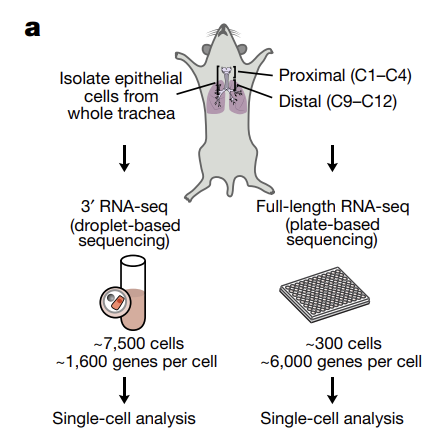 a
Isolate epithelial
cells from
whole trachea
Proximal (C1–C4)
Distal (C9–C12)
3′ RNA-seq
(droplet-based
sequencing)
Full-length RNA-seq
(plate-based
sequencing)
~7,500 cells
~1,600 genes per cell
~300 cells
~6,000 genes per cell
Single-cell analysis
Single-cell analysis